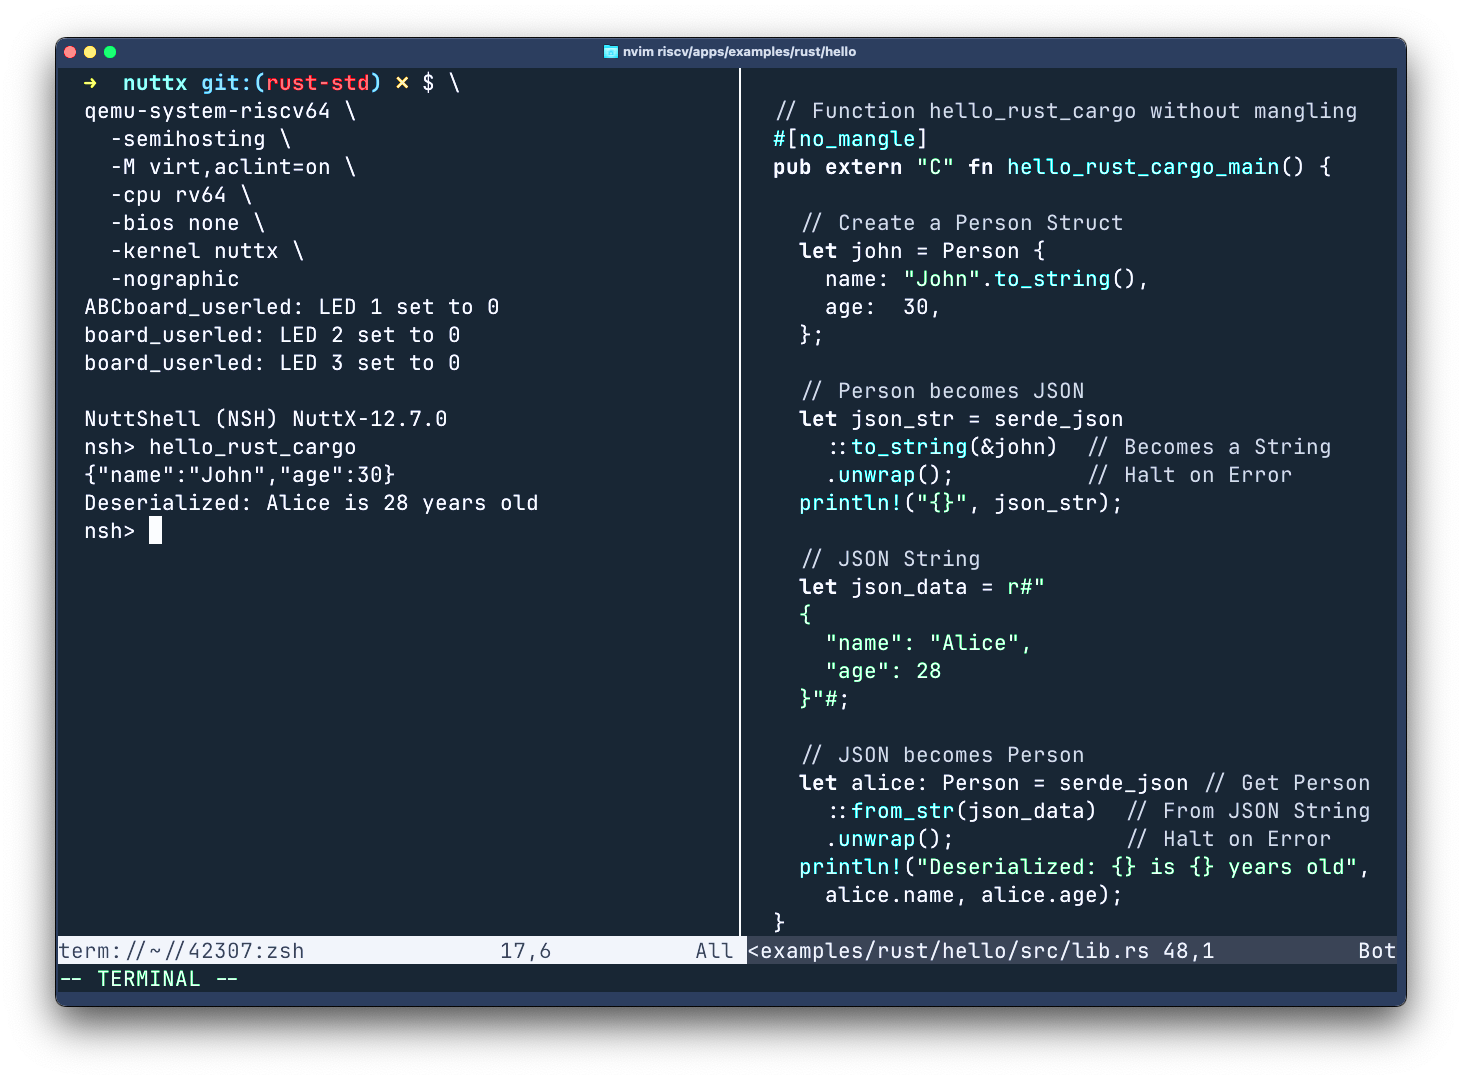 nvim riscv/apps/examples/rust/hello
➜  nuttx git:(rust-std) ✗ $ \
qemu-system-riscv64 \
  -semihosting \
  -M virt,aclint=on \
  -cpu rv64 \
  -bios none \
  -kernel nuttx \
  -nographic
ABCboard_userled: LED 1 set to 0
board_userled: LED 2 set to 0
board_userled: LED 3 set to 0

NuttShell (NSH) NuttX-12.7.0
nsh> hello_rust_cargo
{"name":"John","age":30}
Deserialized: Alice is 28 years old
nsh>
term://~//42307:zsh 17,6 All
-- TERMINAL --
// Function hello_rust_cargo without mangling
#[no_mangle]
pub extern "C" fn hello_rust_cargo_main() {

  // Create a Person Struct
  let john = Person {
    name: "John".to_string(),
    age:  30,
  };

  // Person becomes JSON
  let json_str = serde_json
    ::to_string(&john)  // Becomes a String
    .unwrap();          // Halt on Error
  println!("{}", json_str);

  // JSON String
  let json_data = r#"
  {
    "name": "Alice",
    "age": 28
  }"#;

  // JSON becomes Person
  let alice: Person = serde_json // Get Person
    ::from_str(json_data)  // From JSON String
    .unwrap();             // Halt on Error
  println!("Deserialized: {} is {} years old",
    alice.name, alice.age);
}
<examples/rust/hello/src/lib.rs 48,1 Bot